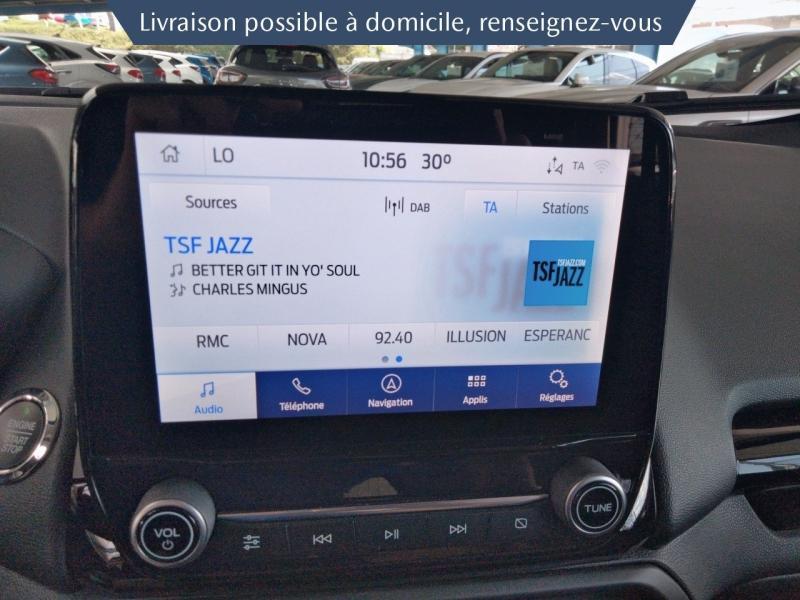 Livraison possible à domicile, renseignez-vous
LO 10:56 30º TA
Sources DAB TA Stations
TSF JAZZ
BETTER GIT IT IN YO' SOUL
CHARLES MINGUS
TSFJAZZ.COM
TSF JAZZ
RMC NOVA 92.40 ILLUSION ESPERANC
Audio Téléphone Navigation Applis Réglages
ENGINE
START
STOP
VOL
TUNE